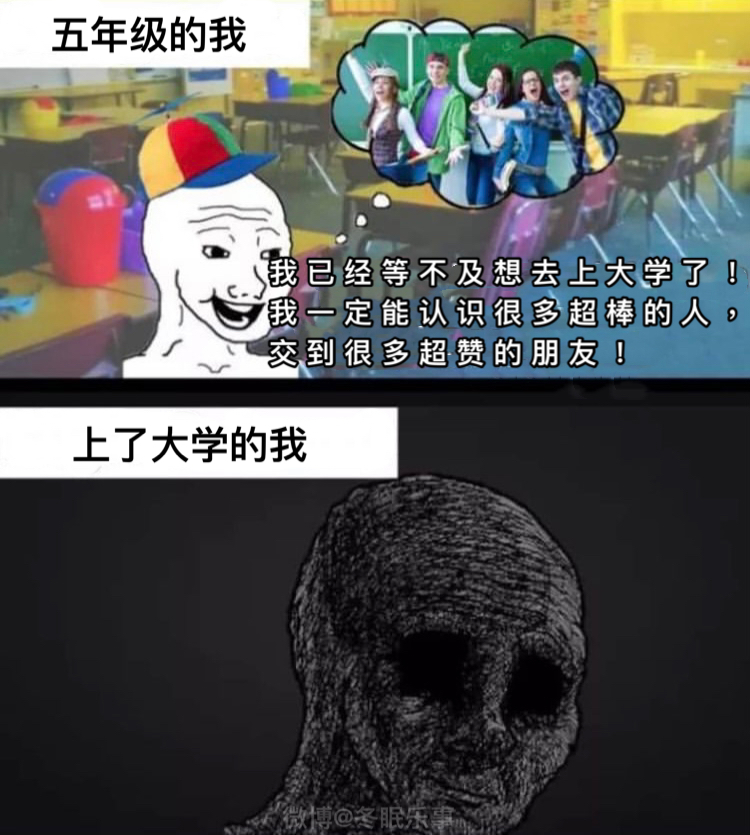 五年级的我
我已经等不及想去上大学了！
我一定能认识很多超棒的人，
交到很多超赞的朋友！
上了大学的我
微博@冬眠乐事